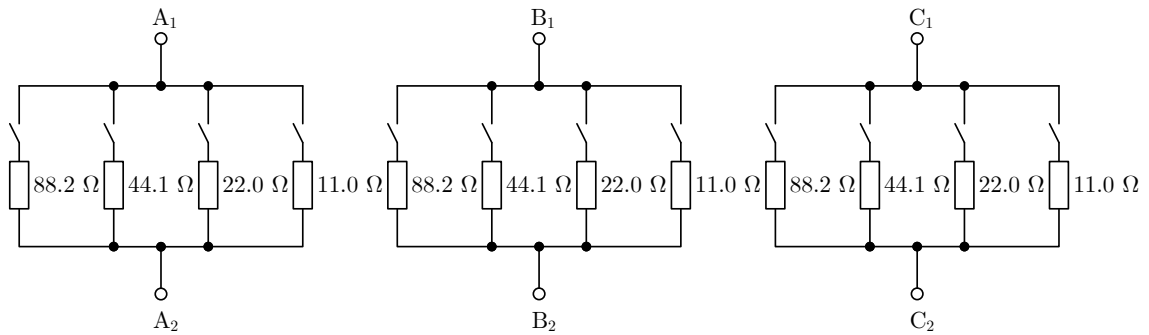 A₁ B₁ C₁
88.2 Ω 44.1 Ω 22.0 Ω 11.0 Ω 88.2 Ω 44.1 Ω 22.0 Ω 11.0 Ω 88.2 Ω 44.1 Ω 22.0 Ω 11.0 Ω
A₂ B₂ C₂